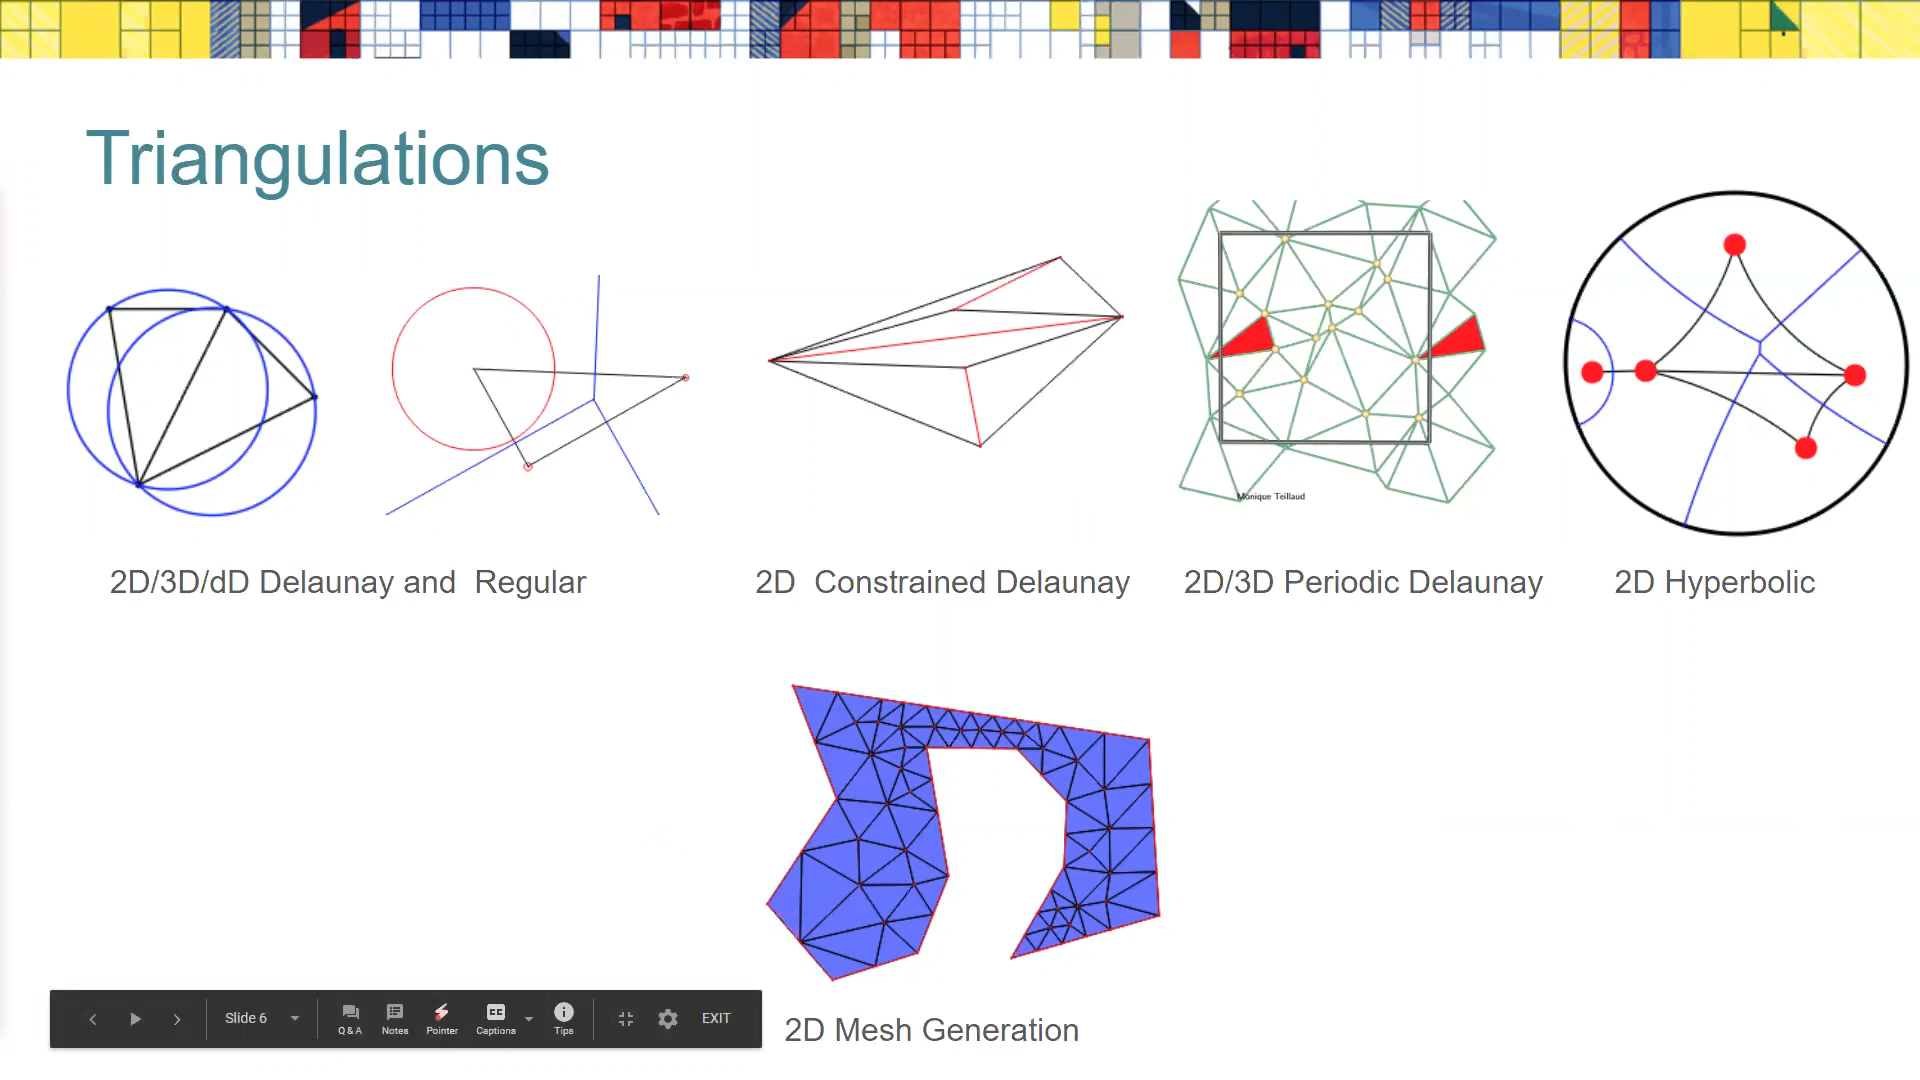 Triangulations
Monique Teillaud
2D/3D/dD Delaunay and  Regular
2D  Constrained Delaunay
2D/3D Periodic Delaunay
2D Hyperbolic
Slide 6
Q & A
Notes
Pointer
CC
Captions
Tips
EXIT
2D Mesh Generation